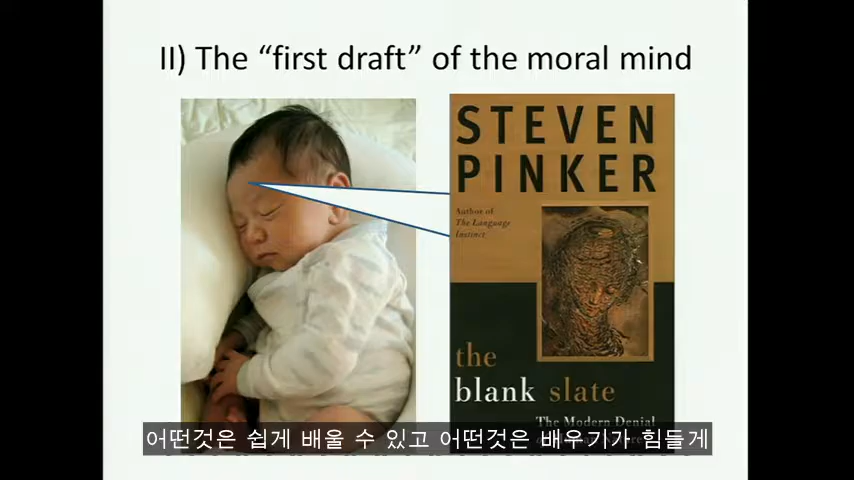 II) The “first draft” of the moral mind
STEVEN
PINKER
Author of
The Language
Instinct
the
blank slate
The Modern Denial
어떤것은 쉽게 배울 수 있고 어떤것은 배우기가 힘들게